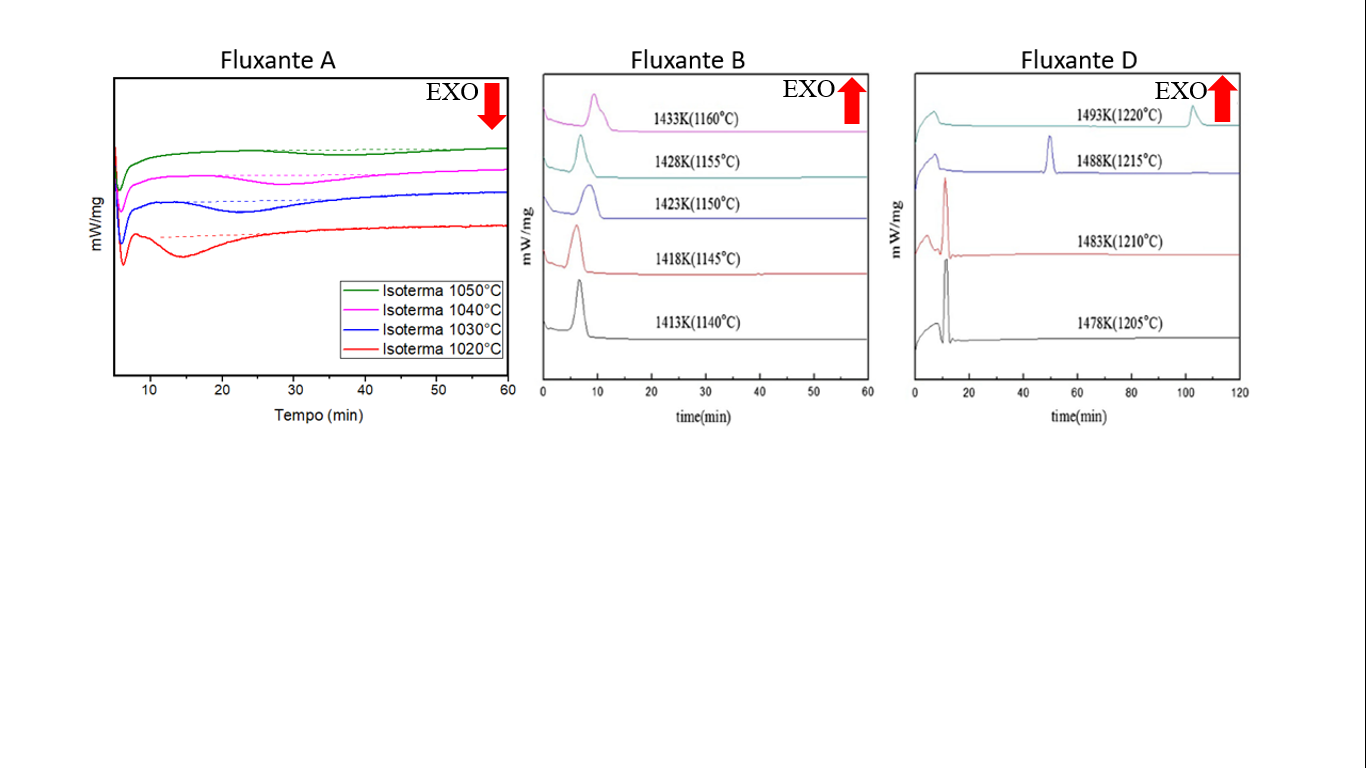 Fluxante A
EXO
mW/mg
Isoterma 1050°C
Isoterma 1040°C
Isoterma 1030°C
Isoterma 1020°C
10 20 30 40 50 60
Tempo (min)
Fluxante B
EXO
mW/mg
1433K(1160°C)
1428K(1155°C)
1423K(1150°C)
1418K(1145°C)
1413K(1140°C)
0 10 20 30 40 50 60
time(min)
Fluxante D
EXO
mW/mg
1493K(1220°C)
1488K(1215°C)
1483K(1210°C)
1478K(1205°C)
0 20 40 60 80 100 120
time(min)